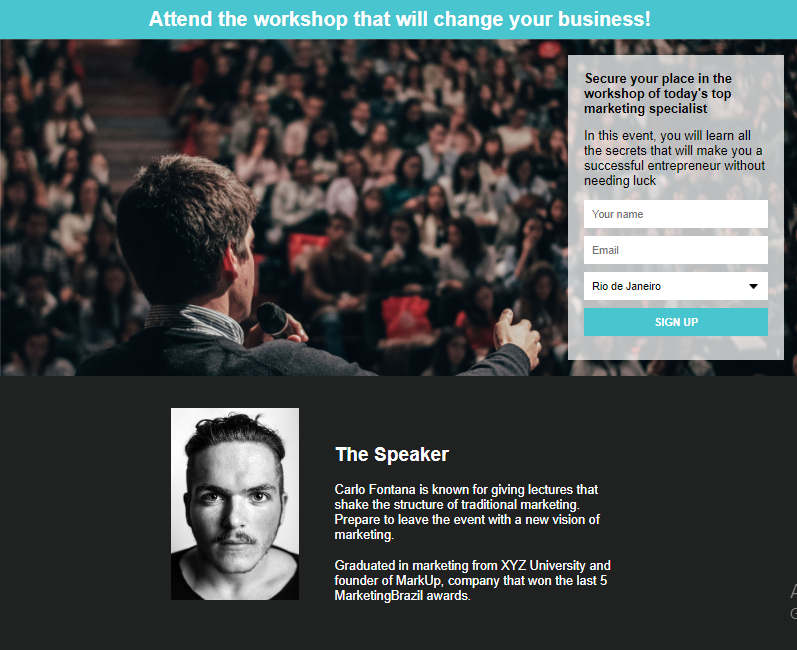 Attend the workshop that will change your business!
Secure your place in the
workshop of today's top
marketing specialist
In this event, you will learn all
the secrets that will make you a
successful entrepreneur without
needing luck
Your name
Email
Rio de Janeiro
SIGN UP
The Speaker
Carlo Fontana is known for giving lectures that
shake the structure of traditional marketing.
Prepare to leave the event with a new vision of
marketing.
Graduated in marketing from XYZ University and
founder of MarkUp, company that won the last 5
MarketingBrazil awards.